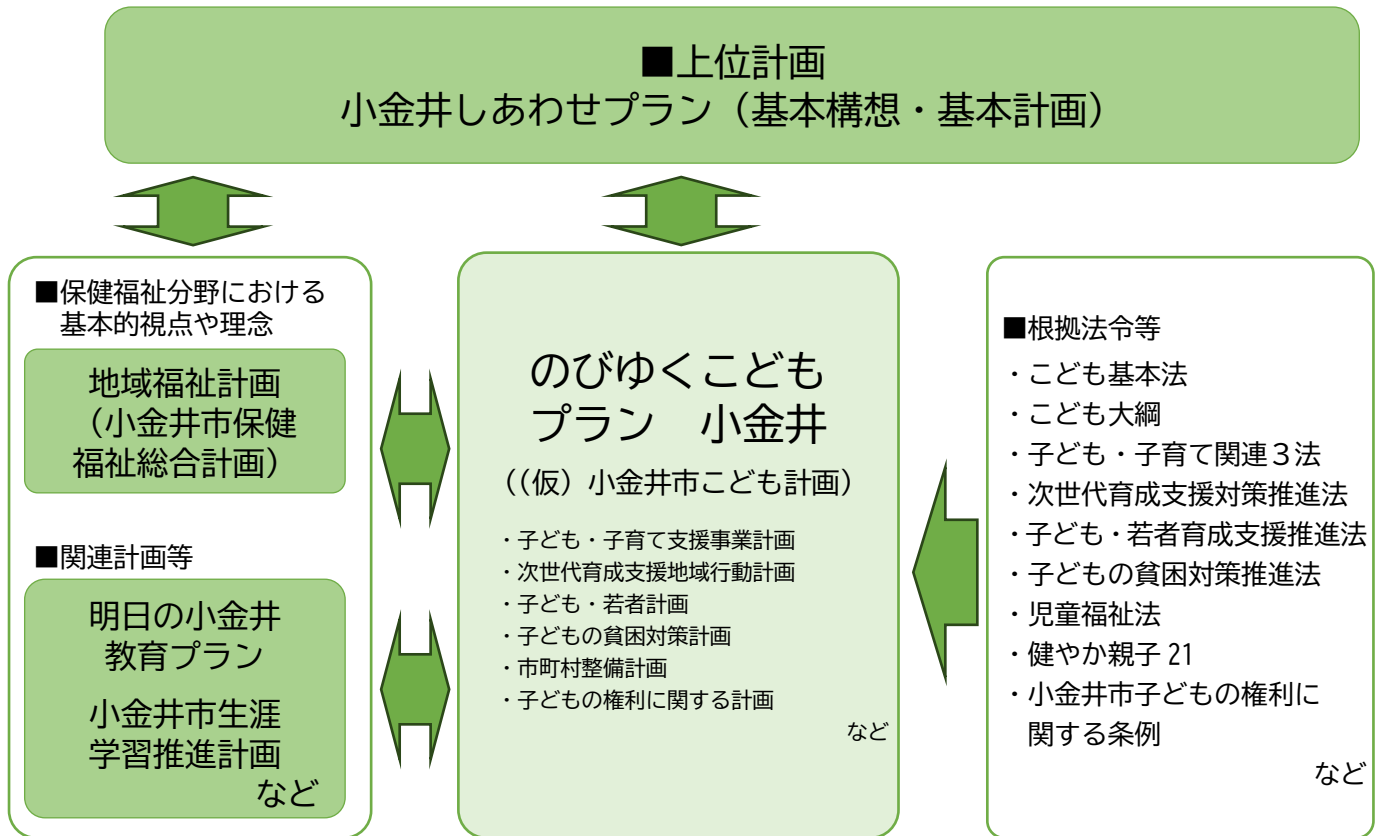 ■上位計画
小金井しあわせプラン（基本構想・基本計画）
■保健福祉分野における
基本的視点や理念
地域福祉計画
（小金井市保健
福祉総合計画）
■関連計画等
明日の小金井
教育プラン
小金井市生涯
学習推進計画
など
のびゆくこども
プラン　小金井
（(仮）小金井市こども計画）
・子ども・子育て支援事業計画
・次世代育成支援地域行動計画
・子ども・若者計画
・子どもの貧困対策計画
・市町村整備計画
・子どもの権利に関する計画
など
■根拠法令等
・こども基本法
・こども大綱
・子ども・子育て関連３法
・次世代育成支援対策推進法
・子ども・若者育成支援推進法
・子どもの貧困対策推進法
・児童福祉法
・健やか親子 21
・小金井市子どもの権利に
関する条例
など